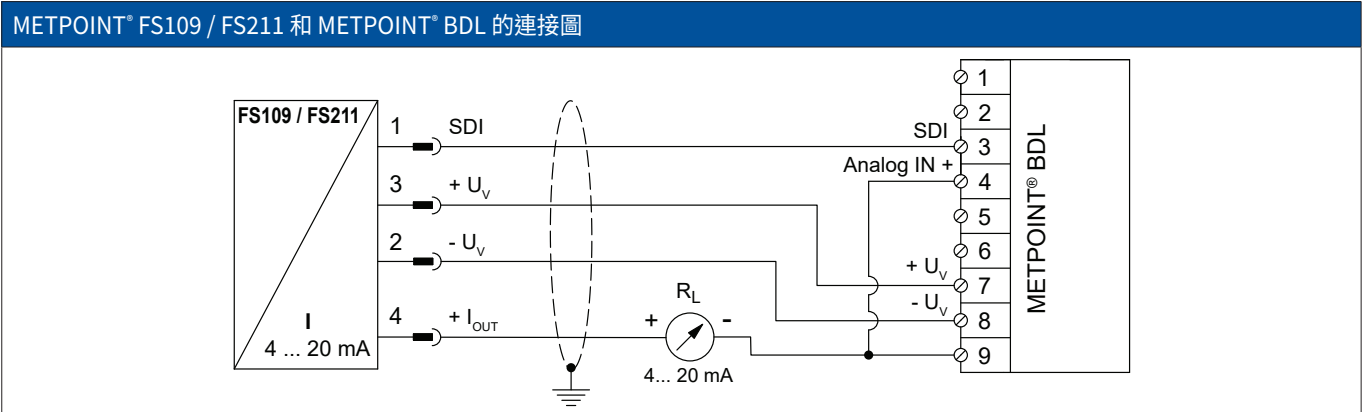 METPOINT® FS109 / FS211 和 METPOINT® BDL 的連接圖
FS109 / FS211
I
4 ... 20 mA
1
SDI
3
+ UV
2
- UV
4
+ IOUT
RL
+
-
4... 20 mA
SDI
Analog IN +
+ UV
- UV
1
2
3
4
5
6
7
8
9
METPOINT® BDL